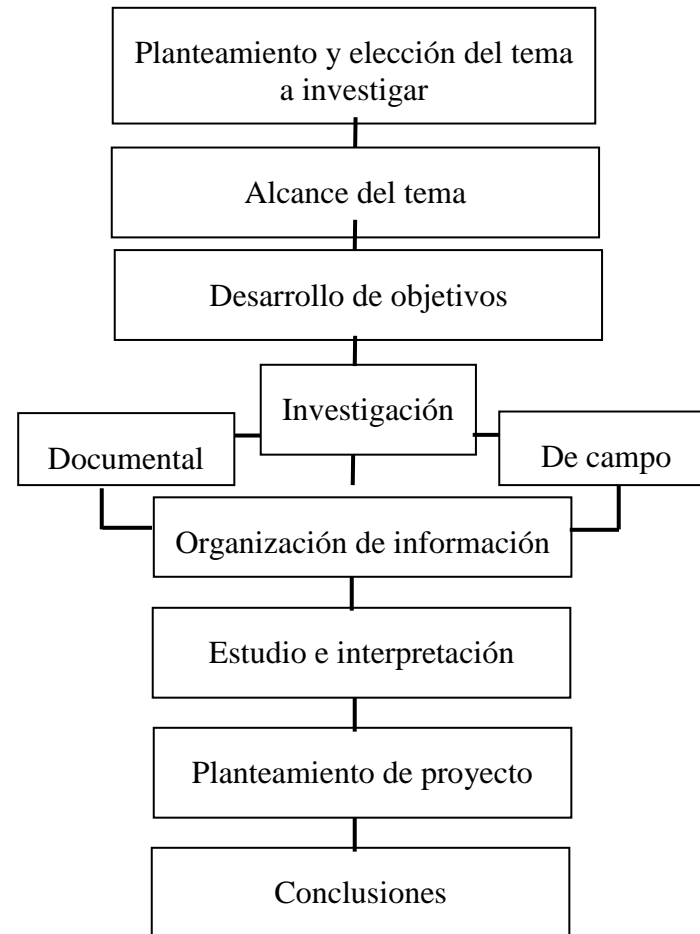 Planteamiento y elección del tema
a investigar
Alcance del tema
Desarrollo de objetivos
Investigación
Documental
De campo
Organización de información
Estudio e interpretación
Planteamiento de proyecto
Conclusiones